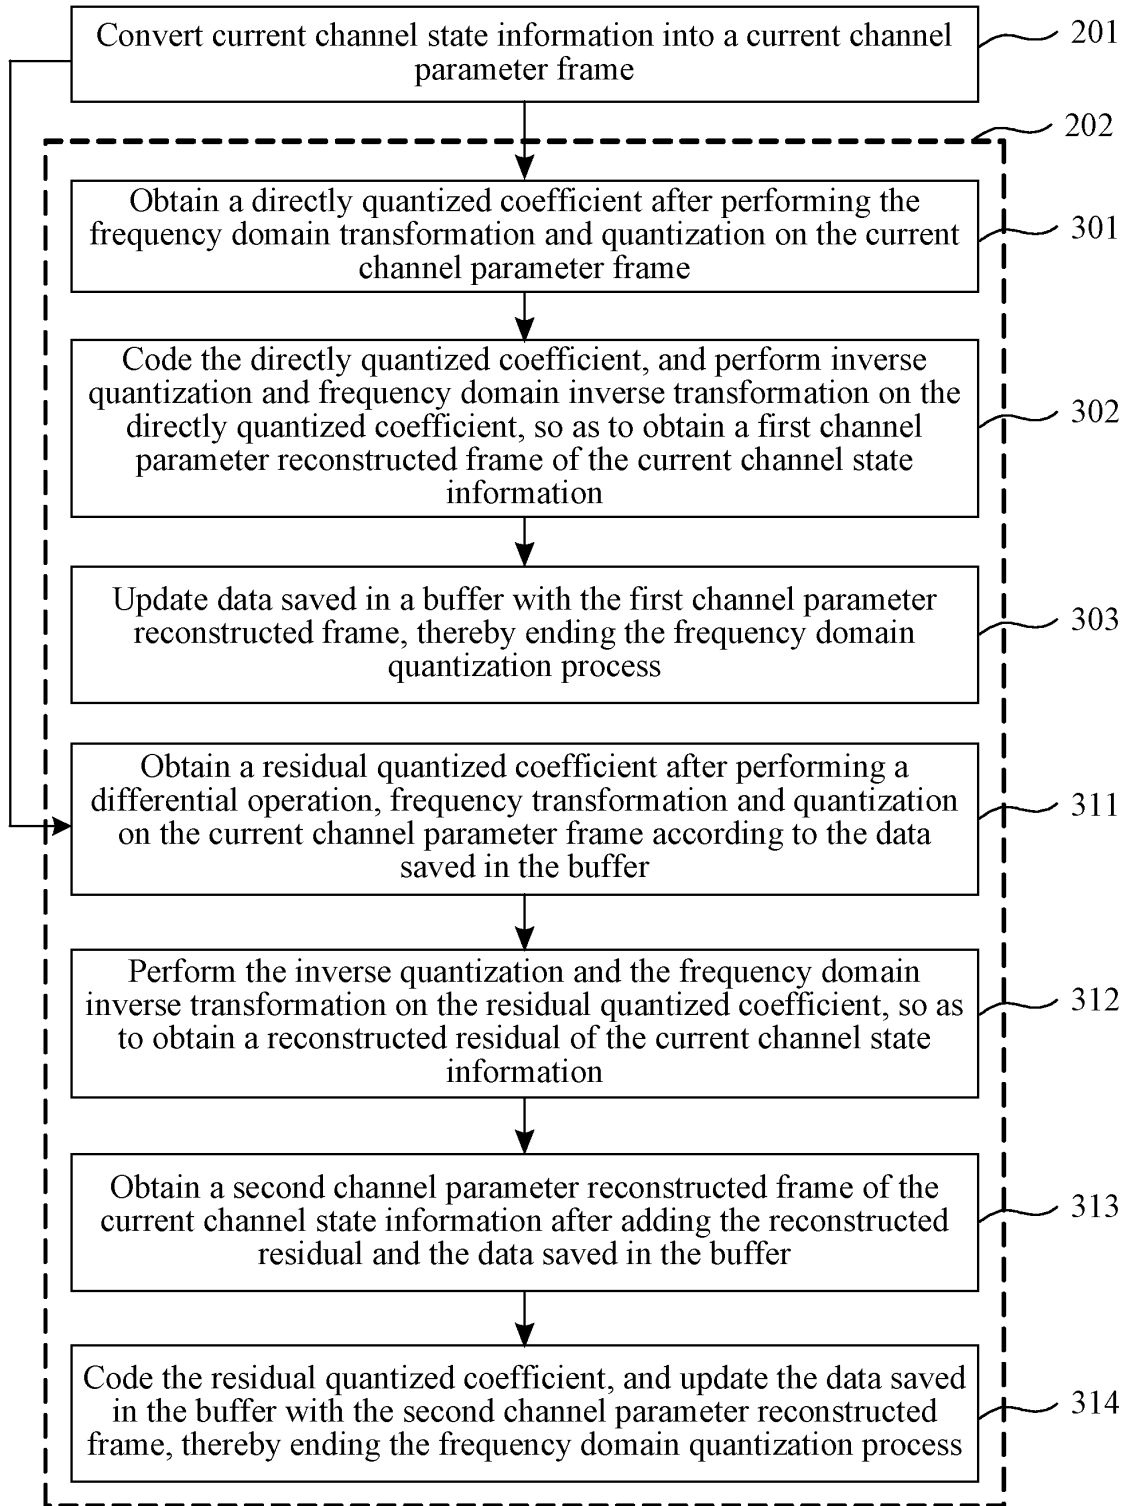 Convert current channel state information into a current channel
parameter frame
201
202
Obtain a directly quantized coefficient after performing the
frequency domain transformation and quantization on the current
channel parameter frame
301
Code the directly quantized coefficient, and perform inverse
quantization and frequency domain inverse transformation on the
directly quantized coefficient, so as to obtain a first channel
parameter reconstructed frame of the current channel state
information
302
Update data saved in a buffer with the first channel parameter
reconstructed frame, thereby ending the frequency domain
quantization process
303
Obtain a residual quantized coefficient after performing a
differential operation, frequency transformation and quantization
on the current channel parameter frame according to the data
saved in the buffer
311
Perform the inverse quantization and the frequency domain
inverse transformation on the residual quantized coefficient, so as
to obtain a reconstructed residual of the current channel state
information
312
Obtain a second channel parameter reconstructed frame of the
current channel state information after adding the reconstructed
residual and the data saved in the buffer
313
Code the residual quantized coefficient, and update the data saved
in the buffer with the second channel parameter reconstructed
frame, thereby ending the frequency domain quantization process
314